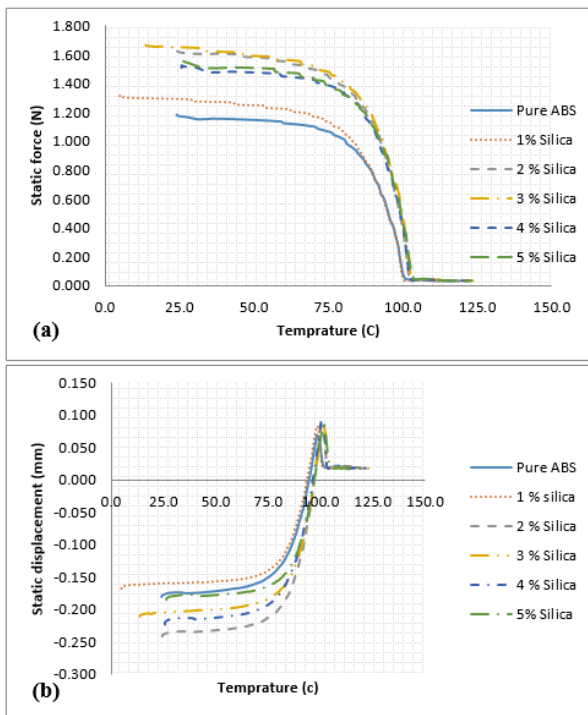 1.800
1.600
1.400
1.200
1.000
0.800
0.600
0.400
0.200
0.000
Static force (N)
0.0 25.0 50.0 75.0 100.0 125.0 150.0
Temprature (C)
(a)
Pure ABS
1% Silica
2 % Silica
3 % Silica
4 % Silica
5 % Silica
0.150
0.100
0.050
0.000
-0.050
-0.100
-0.150
-0.200
-0.250
-0.300
Static displacement (mm)
0.0 25.0 50.0 75.0 100.0 125.0 150.0
Temprature (c)
(b)
Pure ABS
1 % silica
2 % Silica
3 % Silica
4 % Silica
5% Silica